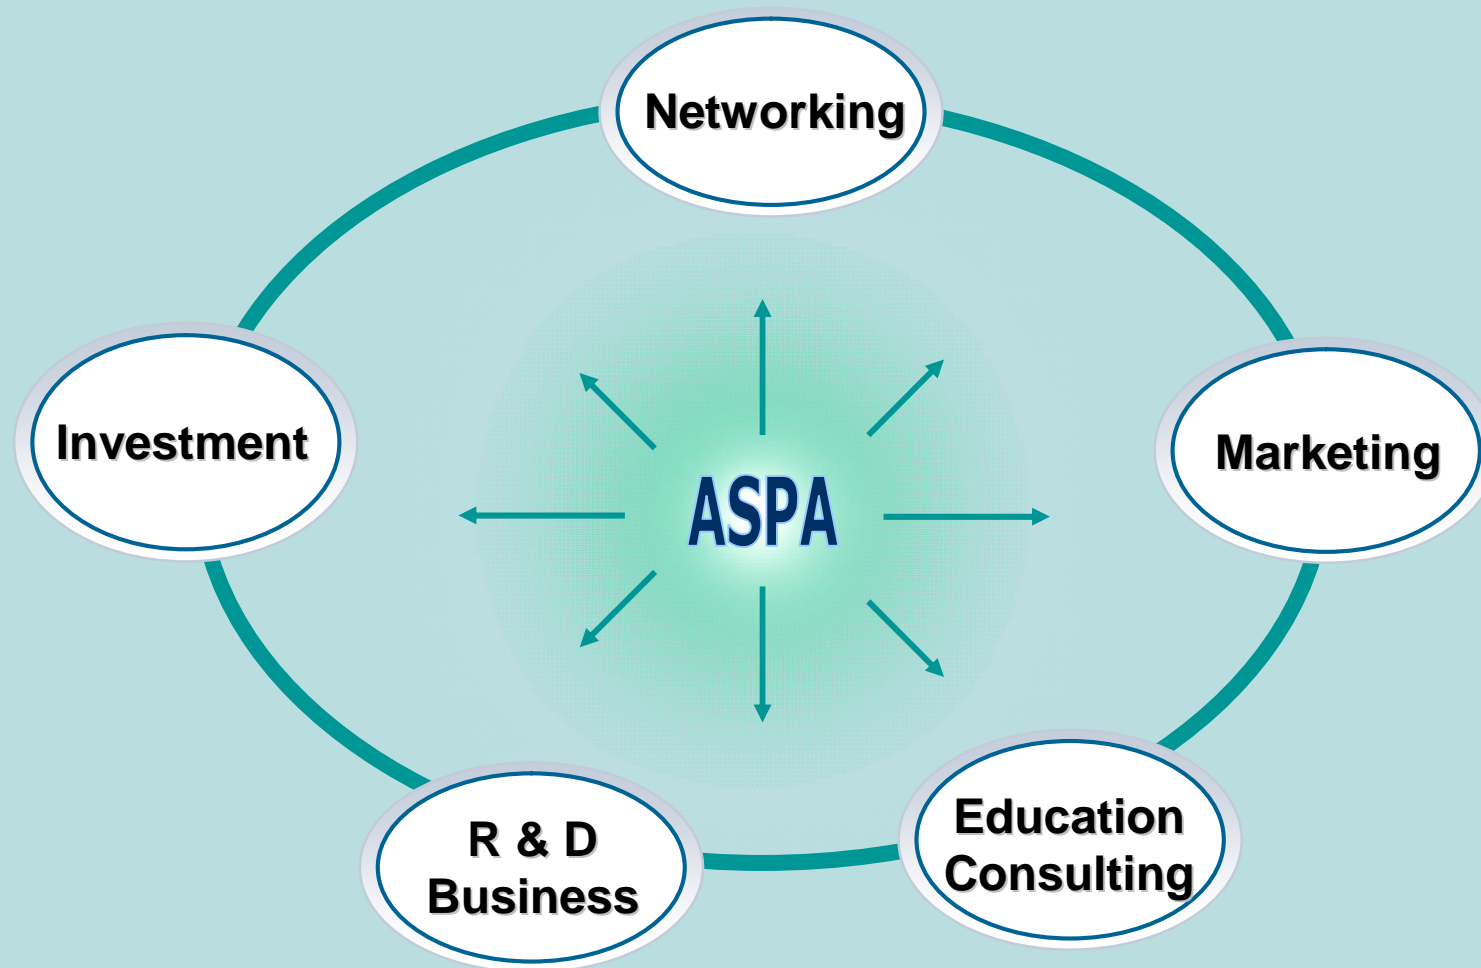 Networking
Investment
Marketing
ASPA
R & D
Business
Education
Consulting